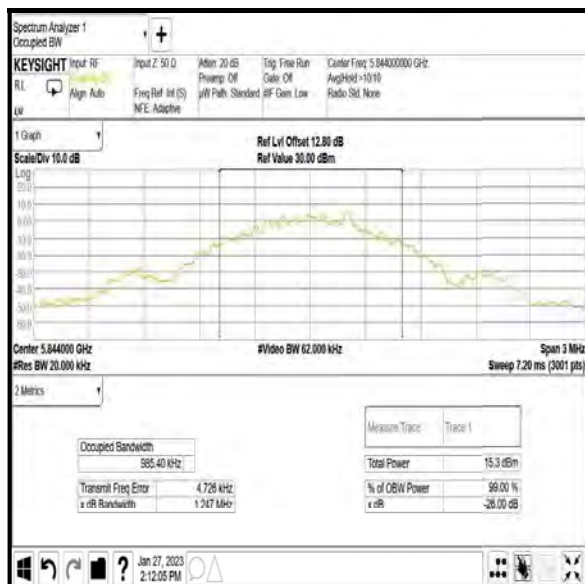 Spectrum Analyzer 1
Occupied BW
KEYSIGHT
Input: RF
R L
Align: Auto
Input Z: 50 Ω
Freq Ref: Int (S)
NFE: Adaptive
Atten: 20 dB
Preamp: Off
µW Path: Standard
Trig: Free Run
Gate: Off
#IF Gain: Low
Center Freq: 5.844000000 GHz
Avg|Hold:>10/10
Radio Std: None
1 Graph
Scale/Div 10.0 dB
Ref Lvl Offset 12.80 dB
Ref Value 30.00 dBm
Log
20.0
10.0
0.00
Center 5.844000 GHz
#Video BW 62.000 kHz
Span 3 MHz
#Res BW 20.000 kHz
Sweep 7.20 ms (3001 pts)
2 Metrics
Occupied Bandwidth
985.40 kHz
Transmit Freq Error 4.726 kHz
x dB Bandwidth 1.247 MHz
Measure Trace Trace 1
Total Power 15.3 dBm
% of OBW Power 99.00 %
x dB -26.00 dB
?
Jan 27, 2023
2:12:05 PM